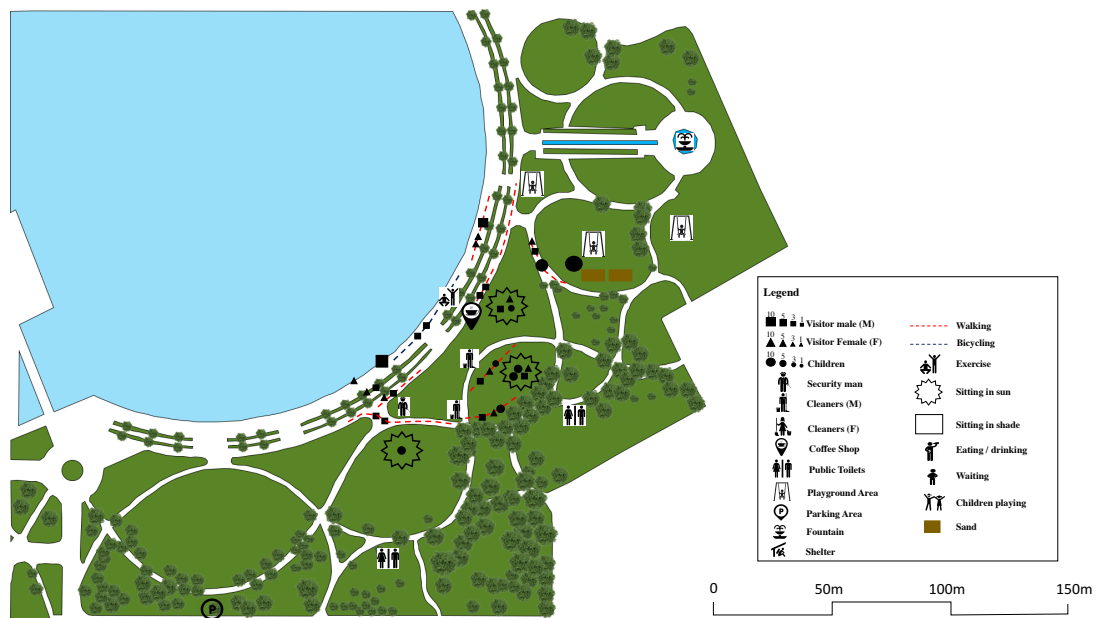 Legend
10 5 3 1
Visitor male (M)
10 5 3 1
Visitor Female (F)
10 5 3 1
Children
Security man
Cleaners (M)
Cleaners (F)
Coffee Shop
Public Toilets
Playground Area
P
Parking Area
Fountain
Shelter
Walking
Bicycling
Exercise
Sitting in sun
Sitting in shade
Eating / drinking
Waiting
Children playing
Sand
P
0 50m 100m 150m